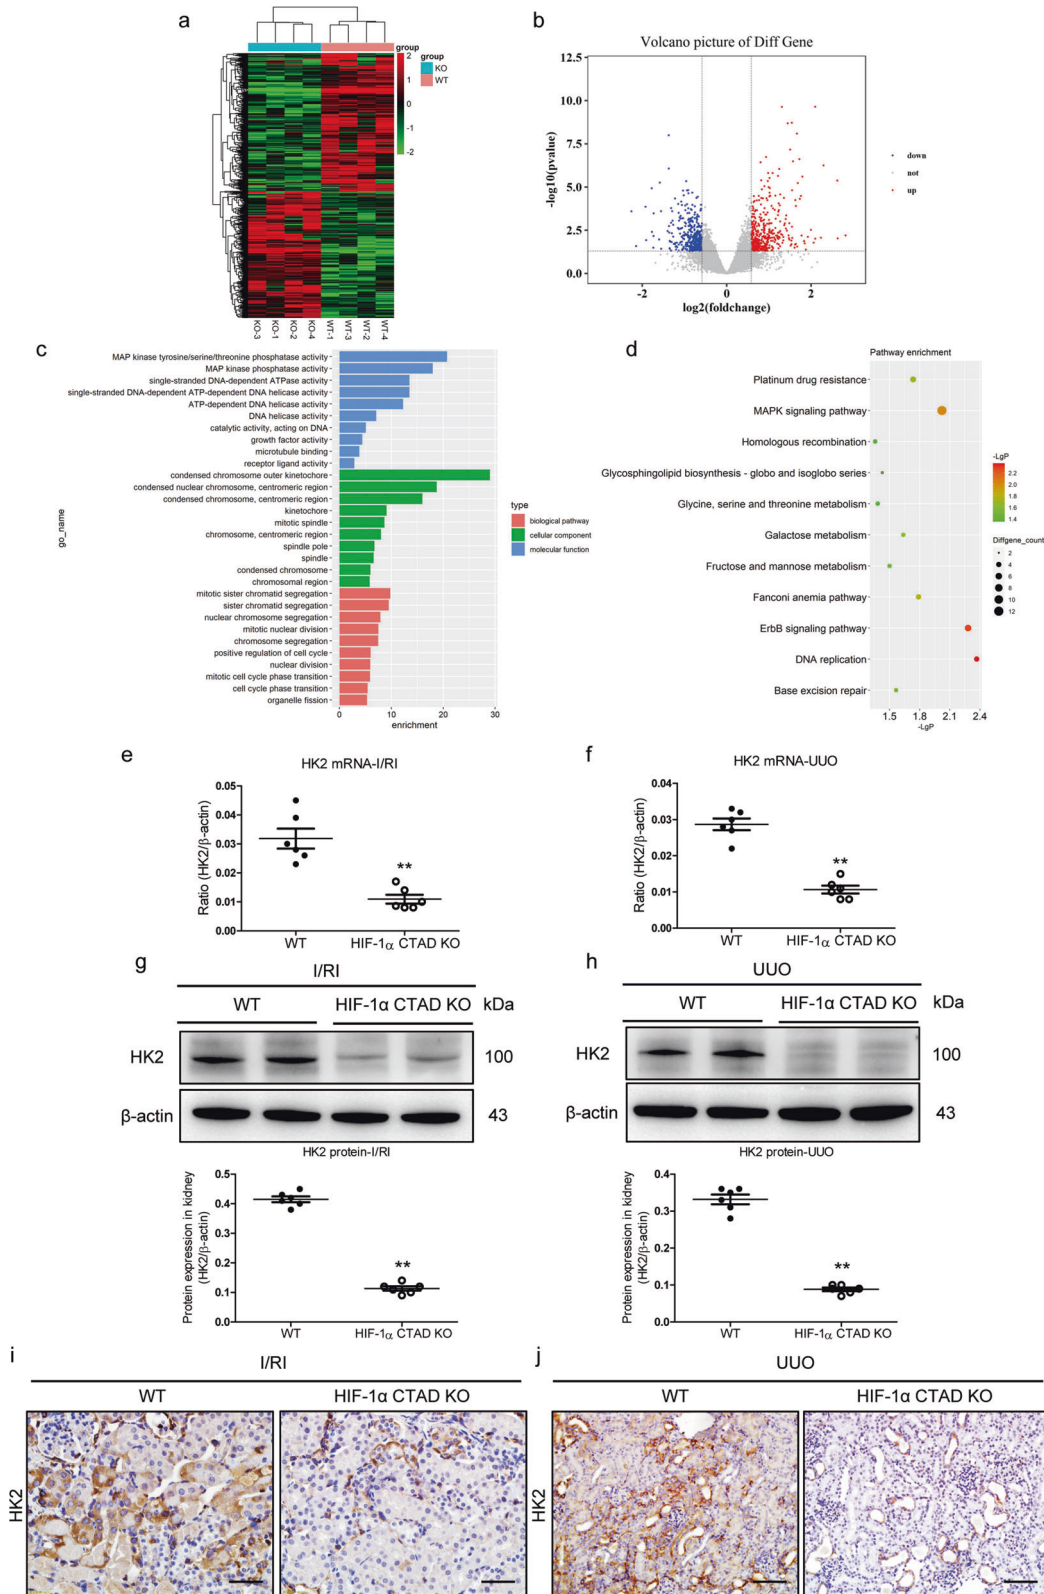 a
group
2
1
0
-1
-2
group
KO
WT
KO-3
KO-1
KO-2
KO-4
WT-1
WT-3
WT-2
WT-4
b
Volcano picture of Diff Gene
-log10(pvalue)
12.5
10.0
7.5
5.0
2.5
0.0
-2
0
2
log2(foldchange)
down
not
up
c
go_name
MAP kinase tyrosine/serine/threonine phosphatase activity
MAP kinase phosphatase activity
single-stranded DNA-dependent ATPase activity
single-stranded DNA-dependent ATP-dependent DNA helicase activity
ATP-dependent DNA helicase activity
DNA helicase activity
catalytic activity, acting on DNA
growth factor activity
microtubule binding
receptor ligand activity
condensed chromosome outer kinetochore
condensed nuclear chromosome, centromeric region
condensed chromosome, centromeric region
kinetochore
mitotic spindle
chromosome, centromeric region
spindle pole
spindle
condensed chromosome
chromosomal region
mitotic sister chromatid segregation
sister chromatid segregation
nuclear chromosome segregation
mitotic nuclear division
chromosome segregation
positive regulation of cell cycle
nuclear division
mitotic cell cycle phase transition
cell cycle phase transition
organelle fission
0
10
20
30
enrichment
type
biological pathway
cellular component
molecular function
d
Pathway enrichment
Platinum drug resistance
MAPK signaling pathway
Homologous recombination
Glycosphingolipid biosynthesis - globo and isoglobo series
Glycine, serine and threonine metabolism
Galactose metabolism
Fructose and mannose metabolism
Fanconi anemia pathway
ErbB signaling pathway
DNA replication
Base excision repair
1.5
1.8
2.1
2.4
-LgP
-LgP
2.2
2.0
1.8
1.6
1.4
Diffgene_count
2
4
6
8
10
12
e
HK2 mRNA-I/RI
Ratio (HK2/β-actin)
0.05
0.04
0.03
0.02
0.01
0.00
**
WT
HIF-1α CTAD KO
f
HK2 mRNA-UUO
Ratio (HK2/β-actin)
0.04
0.03
0.02
0.01
0.00
**
WT
HIF-1α CTAD KO
g
I/RI
WT
HIF-1α CTAD KO
kDa
HK2
100
β-actin
43
HK2 protein-I/RI
Protein expression in kidney
(HK2/β-actin)
0.5
0.4
0.3
0.2
0.1
0.0
**
WT
HIF-1α CTAD KO
h
UUO
WT
HIF-1α CTAD KO
kDa
HK2
100
β-actin
43
HK2 protein-UUO
Protein expression in kidney
(HK2/β-actin)
0.4
0.3
0.2
0.1
0.0
**
WT
HIF-1α CTAD KO
i
I/RI
WT
HIF-1α CTAD KO
HK2
j
UUO
WT
HIF-1α CTAD KO
HK2